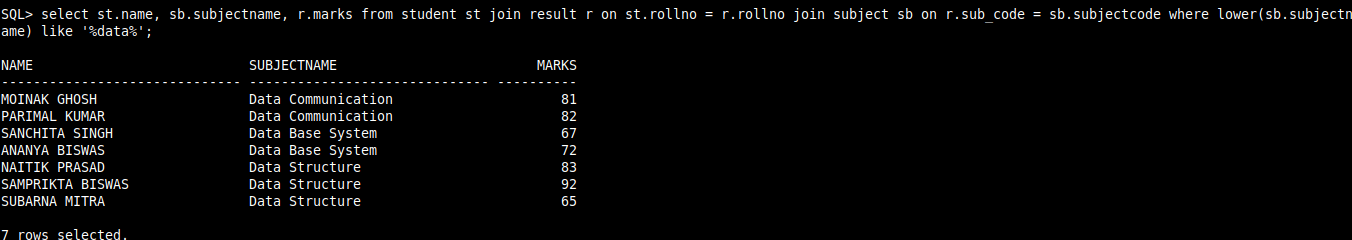 SQL> select st.name, sb.subjectname, r.marks from student st join result r on st.rollno = r.rollno join subject sb on r.sub_code = sb.subjectcode where lower(sb.subjectn
ame) like '%data%';
NAME                           SUBJECTNAME                         MARKS
------------------------------ ------------------------------ ----------
MOINAK GHOSH                   Data Communication                     81
PARIMAL KUMAR                  Data Communication                     82
SANCHITA SINGH                 Data Base System                       67
ANANYA BISWAS                  Data Base System                       72
NAITIK PRASAD                  Data Structure                         83
SAMPRIKTA BISWAS               Data Structure                         92
SUBARNA MITRA                  Data Structure                         65
7 rows selected.